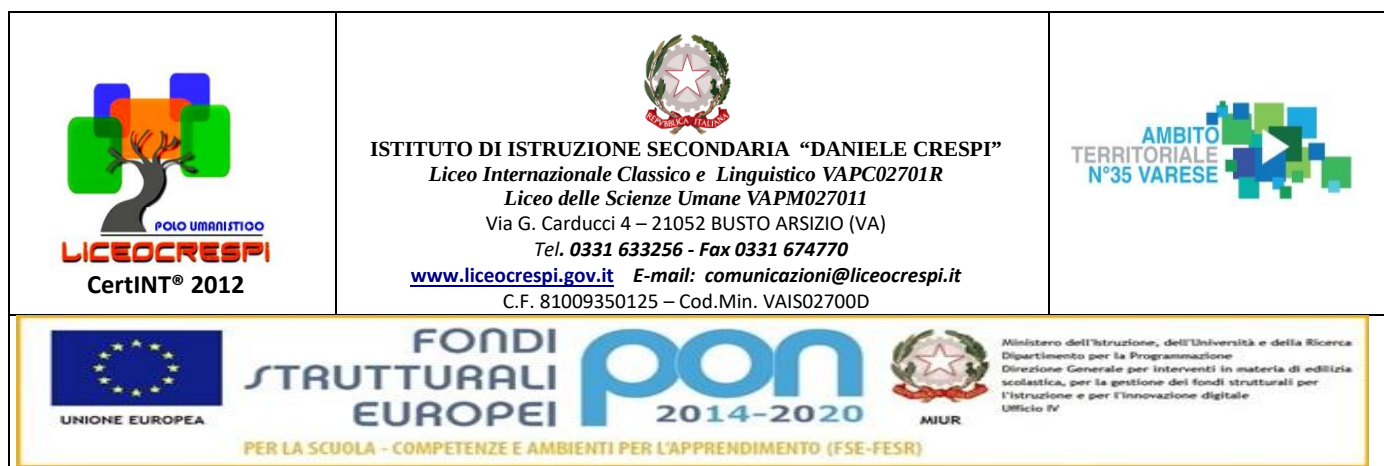 POLO UMANISTICO
LICEOCRESPI
CertINT® 2012
REPVBBLICA ITALIANA
ISTITUTO DI ISTRUZIONE SECONDARIA “DANIELE CRESPI”
Liceo Internazionale Classico e Linguistico VAPC02701R
Liceo delle Scienze Umane VAPM027011
Via G. Carducci 4 – 21052 BUSTO ARSIZIO (VA)
Tel. 0331 633256 - Fax 0331 674770
www.liceocrespi.gov.it E-mail: comunicazioni@liceocrespi.it
C.F. 81009350125 – Cod.Min. VAIS02700D
AMBITO
TERRITORIALE
N°35 VARESE
UNIONE EUROPEA
FONDI
STRUTTURALI
EUROPEI
pon
2014-2020
MIUR
Ministero dell'Istruzione, dell'Università e della Ricerca
Dipartimento per la Programmazione
Direzione Generale per interventi in materia di edilizia
scolastica, per la gestione dei fondi strutturali per
l'istruzione e per l'innovazione digitale
Ufficio IV
PER LA SCUOLA - COMPETENZE E AMBIENTI PER L'APPRENDIMENTO (FSE-FESR)